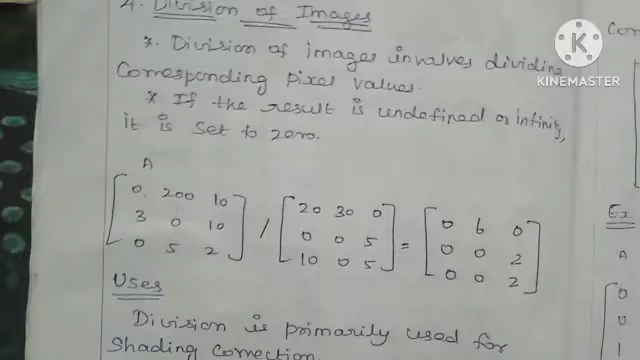 4. Division of Images
* Division of images involves dividing
Corresponding pixel values.
* If the result is undefined or infinity,
it is set to zero.
A
0 200 10
3 0 10
0 5 2
/
20 30 0
0 0 5
10 0 5
=
0 6 0
0 0 2
0 0 2
Uses
Division is primarily used for
Shading correction.
KINEMASTER
Ex
A
0
0
1